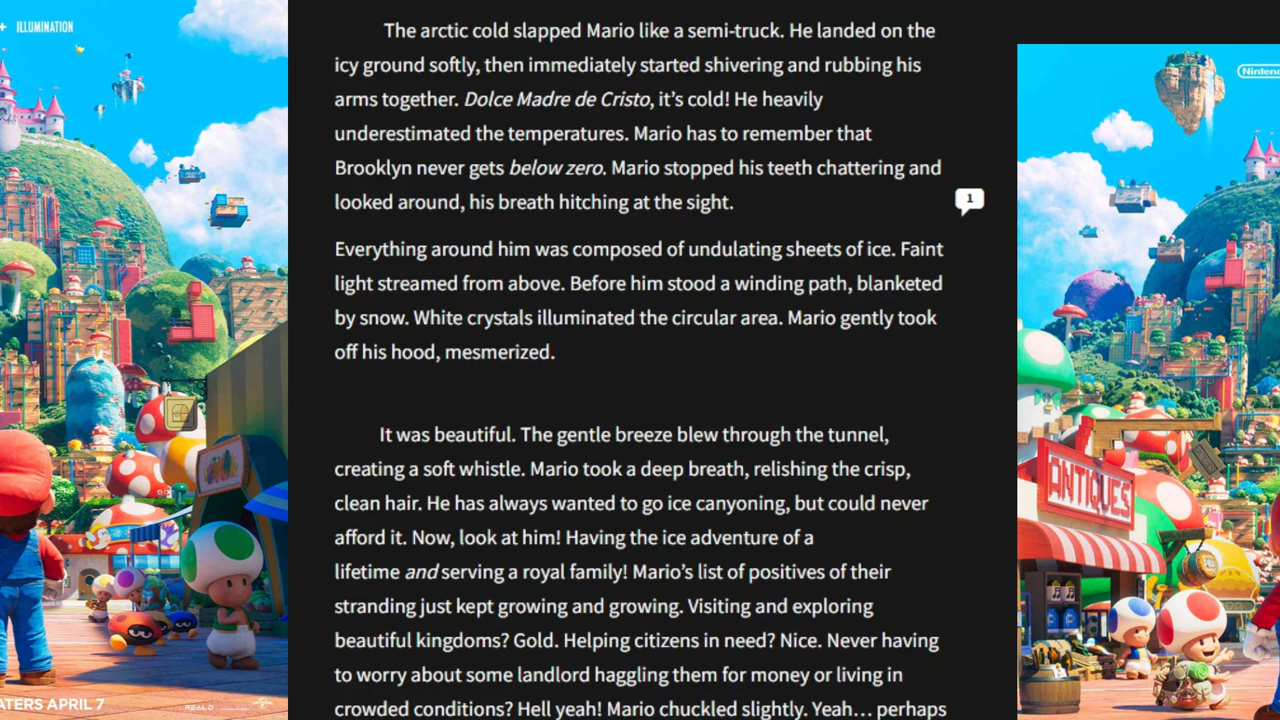 ILLUMINATION
The arctic cold slapped Mario like a semi-truck. He landed on the
icy ground softly, then immediately started shivering and rubbing his
arms together. Dolce Madre de Cristo, it’s cold! He heavily
underestimated the temperatures. Mario has to remember that
Brooklyn never gets below zero. Mario stopped his teeth chattering and
looked around, his breath hitching at the sight.
1
Everything around him was composed of undulating sheets of ice. Faint
light streamed from above. Before him stood a winding path, blanketed
by snow. White crystals illuminated the circular area. Mario gently took
off his hood, mesmerized.
It was beautiful. The gentle breeze blew through the tunnel,
creating a soft whistle. Mario took a deep breath, relishing the crisp,
clean hair. He has always wanted to go ice canyoning, but could never
afford it. Now, look at him! Having the ice adventure of a
lifetime and serving a royal family! Mario’s list of positives of their
stranding just kept growing and growing. Visiting and exploring
beautiful kingdoms? Gold. Helping citizens in need? Nice. Never having
to worry about some landlord haggling them for money or living in
crowded conditions? Hell yeah! Mario chuckled slightly. Yeah… perhaps
ATERS APRIL 7
REALD
Ninten
ANTIQUES